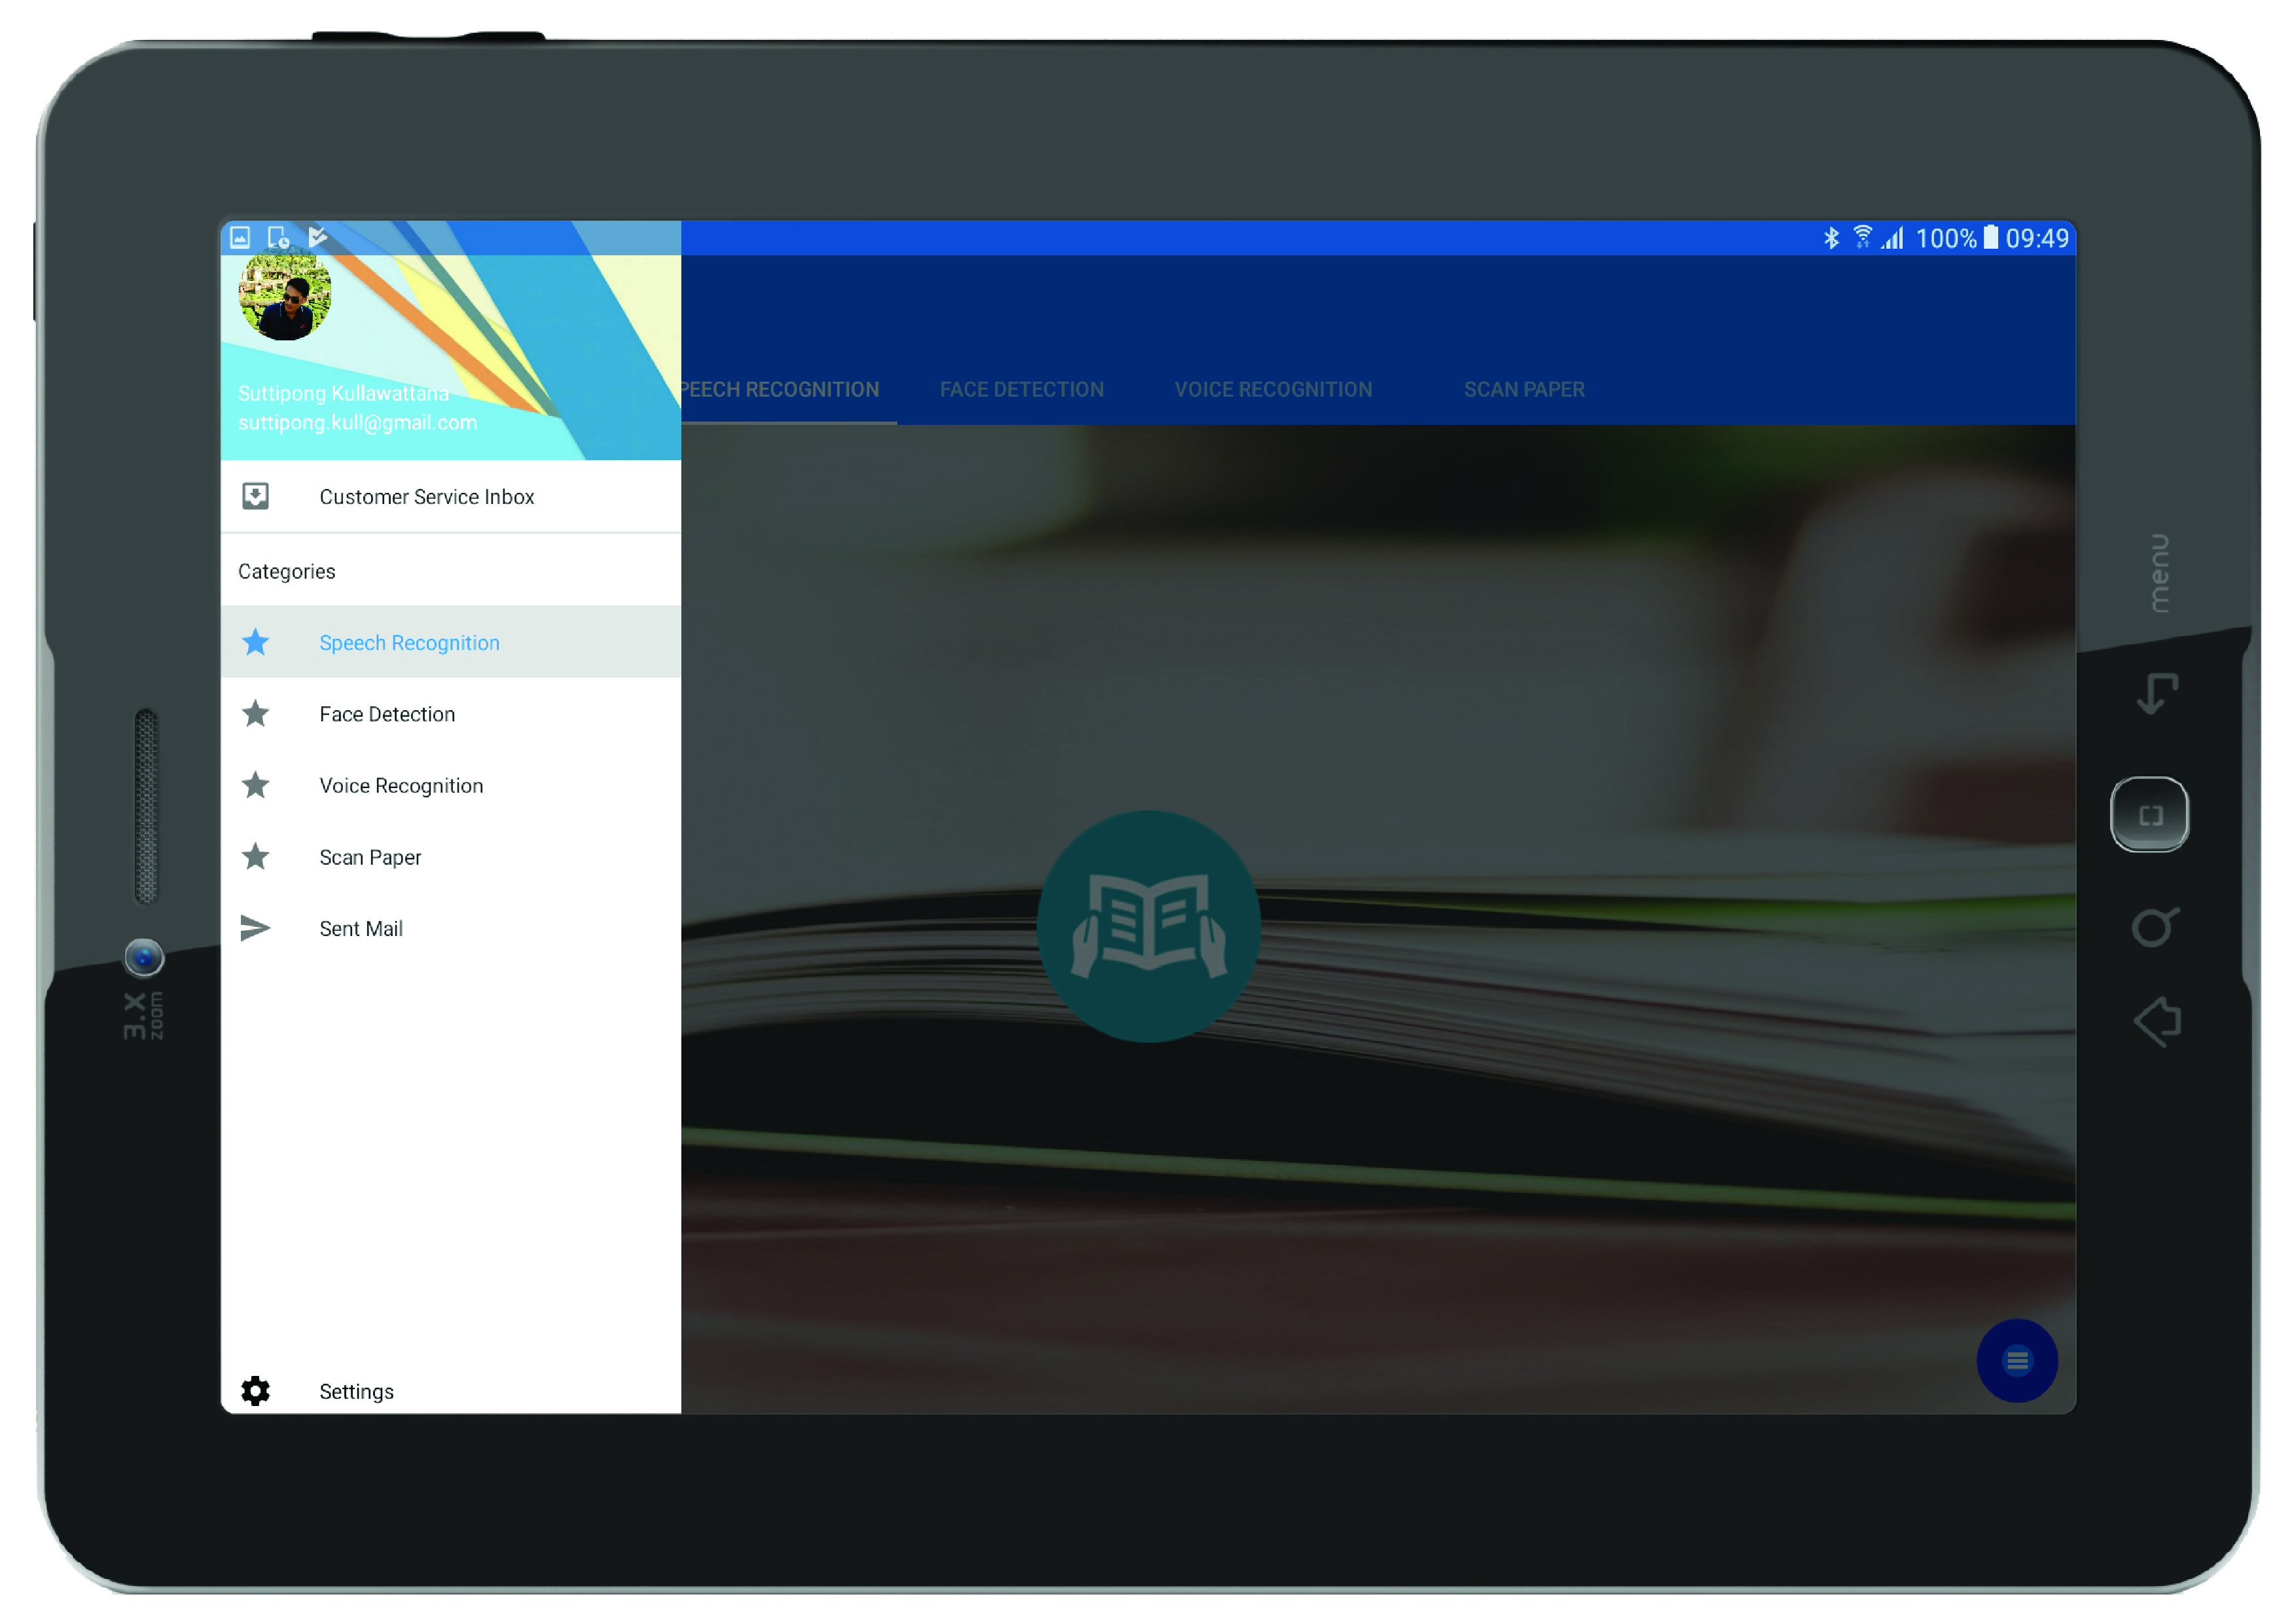 100% 09:49
Suttipong Kullawattana
suttipong.kull@gmail.com
PEECH RECOGNITION FACE DETECTION VOICE RECOGNITION SCAN PAPER
Customer Service Inbox
Categories
Speech Recognition
Face Detection
Voice Recognition
Scan Paper
Sent Mail
Settings
menu
3.x
zoom